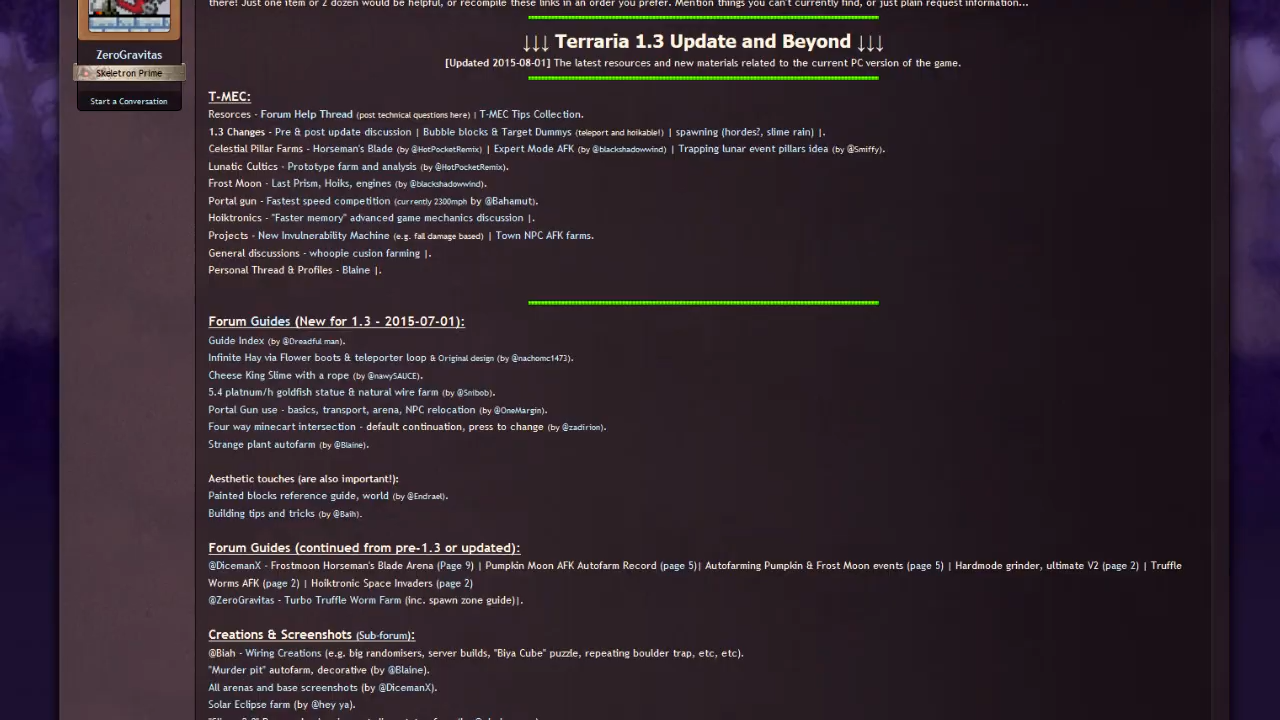 there! Just one item or 2 dozen would be helpful, or recompile these links in an order you prefer. Mention things you can't currently find, or just plain request information...
ZeroGravitas
Skeletron Prime
Start a Conversation
↓↓↓ Terraria 1.3 Update and Beyond ↓↓↓
[Updated 2015-08-01] The latest resources and new materials related to the current PC version of the game.
T-MEC:
Resorces - Forum Help Thread (post technical questions here) | T-MEC Tips Collection.
1.3 Changes - Pre & post update discussion | Bubble blocks & Target Dummys (teleport and hoikable!) | spawning (hordes?, slime rain) |.
Celestial Pillar Farms - Horseman's Blade (by @HotPocketRemix) | Expert Mode AFK (by @blackshadowwind) | Trapping lunar event pillars idea (by @Smiffy).
Lunatic Cultics - Prototype farm and analysis (by @HotPocketRemix).
Frost Moon - Last Prism, Hoiks, engines (by @blackshadowwind).
Portal gun - Fastest speed competition (currently 2300mph by @Bahamut).
Hoiktronics - "Faster memory" advanced game mechanics discussion |.
Projects - New Invulnerability Machine (e.g. fall damage based) | Town NPC AFK farms.
General discussions - whoopie cusion farming |.
Personal Thread & Profiles - Blaine |.
Forum Guides (New for 1.3 - 2015-07-01):
Guide Index (by @Dreadful man).
Infinite Hay via Flower boots & teleporter loop & Original design (by @nachomc1473).
Cheese King Slime with a rope (by @nawySAUCE).
5.4 platnum/h goldfish statue & natural wire farm (by @Snibob).
Portal Gun use - basics, transport, arena, NPC relocation (by @OneMargin).
Four way minecart intersection - default continuation, press to change (by @zadirion).
Strange plant autofarm (by @Blaine).
Aesthetic touches (are also important!):
Painted blocks reference guide, world (by @Endrael).
Building tips and tricks (by @Baih).
Forum Guides (continued from pre-1.3 or updated):
@DicemanX - Frostmoon Horseman's Blade Arena (Page 9) | Pumpkin Moon AFK Autofarm Record (page 5)| Autofarming Pumpkin & Frost Moon events (page 5) | Hardmode grinder, ultimate V2 (page 2) | Truffle
Worms AFK (page 2) | Hoiktronic Space Invaders (page 2)
@ZeroGravitas - Turbo Truffle Worm Farm (inc. spawn zone guide)|.
Creations & Screenshots (Sub-forum):
@Biah - Wiring Creations (e.g. big randomisers, server builds, "Biya Cube" puzzle, repeating boulder trap, etc, etc).
"Murder pit" autofarm, decorative (by @Blaine).
All arenas and base screenshots (by @DicemanX).
Solar Eclipse farm (by @hey ya).